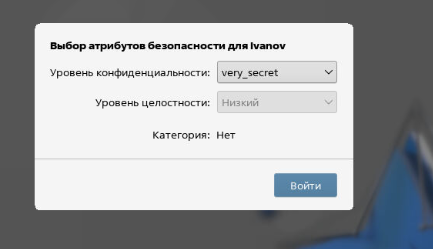 Выбор атрибутов безопасности для Ivanov
Уровень конфиденциальности: very_secret
Уровень целостности: Низкий
Категория: Нет
Войти